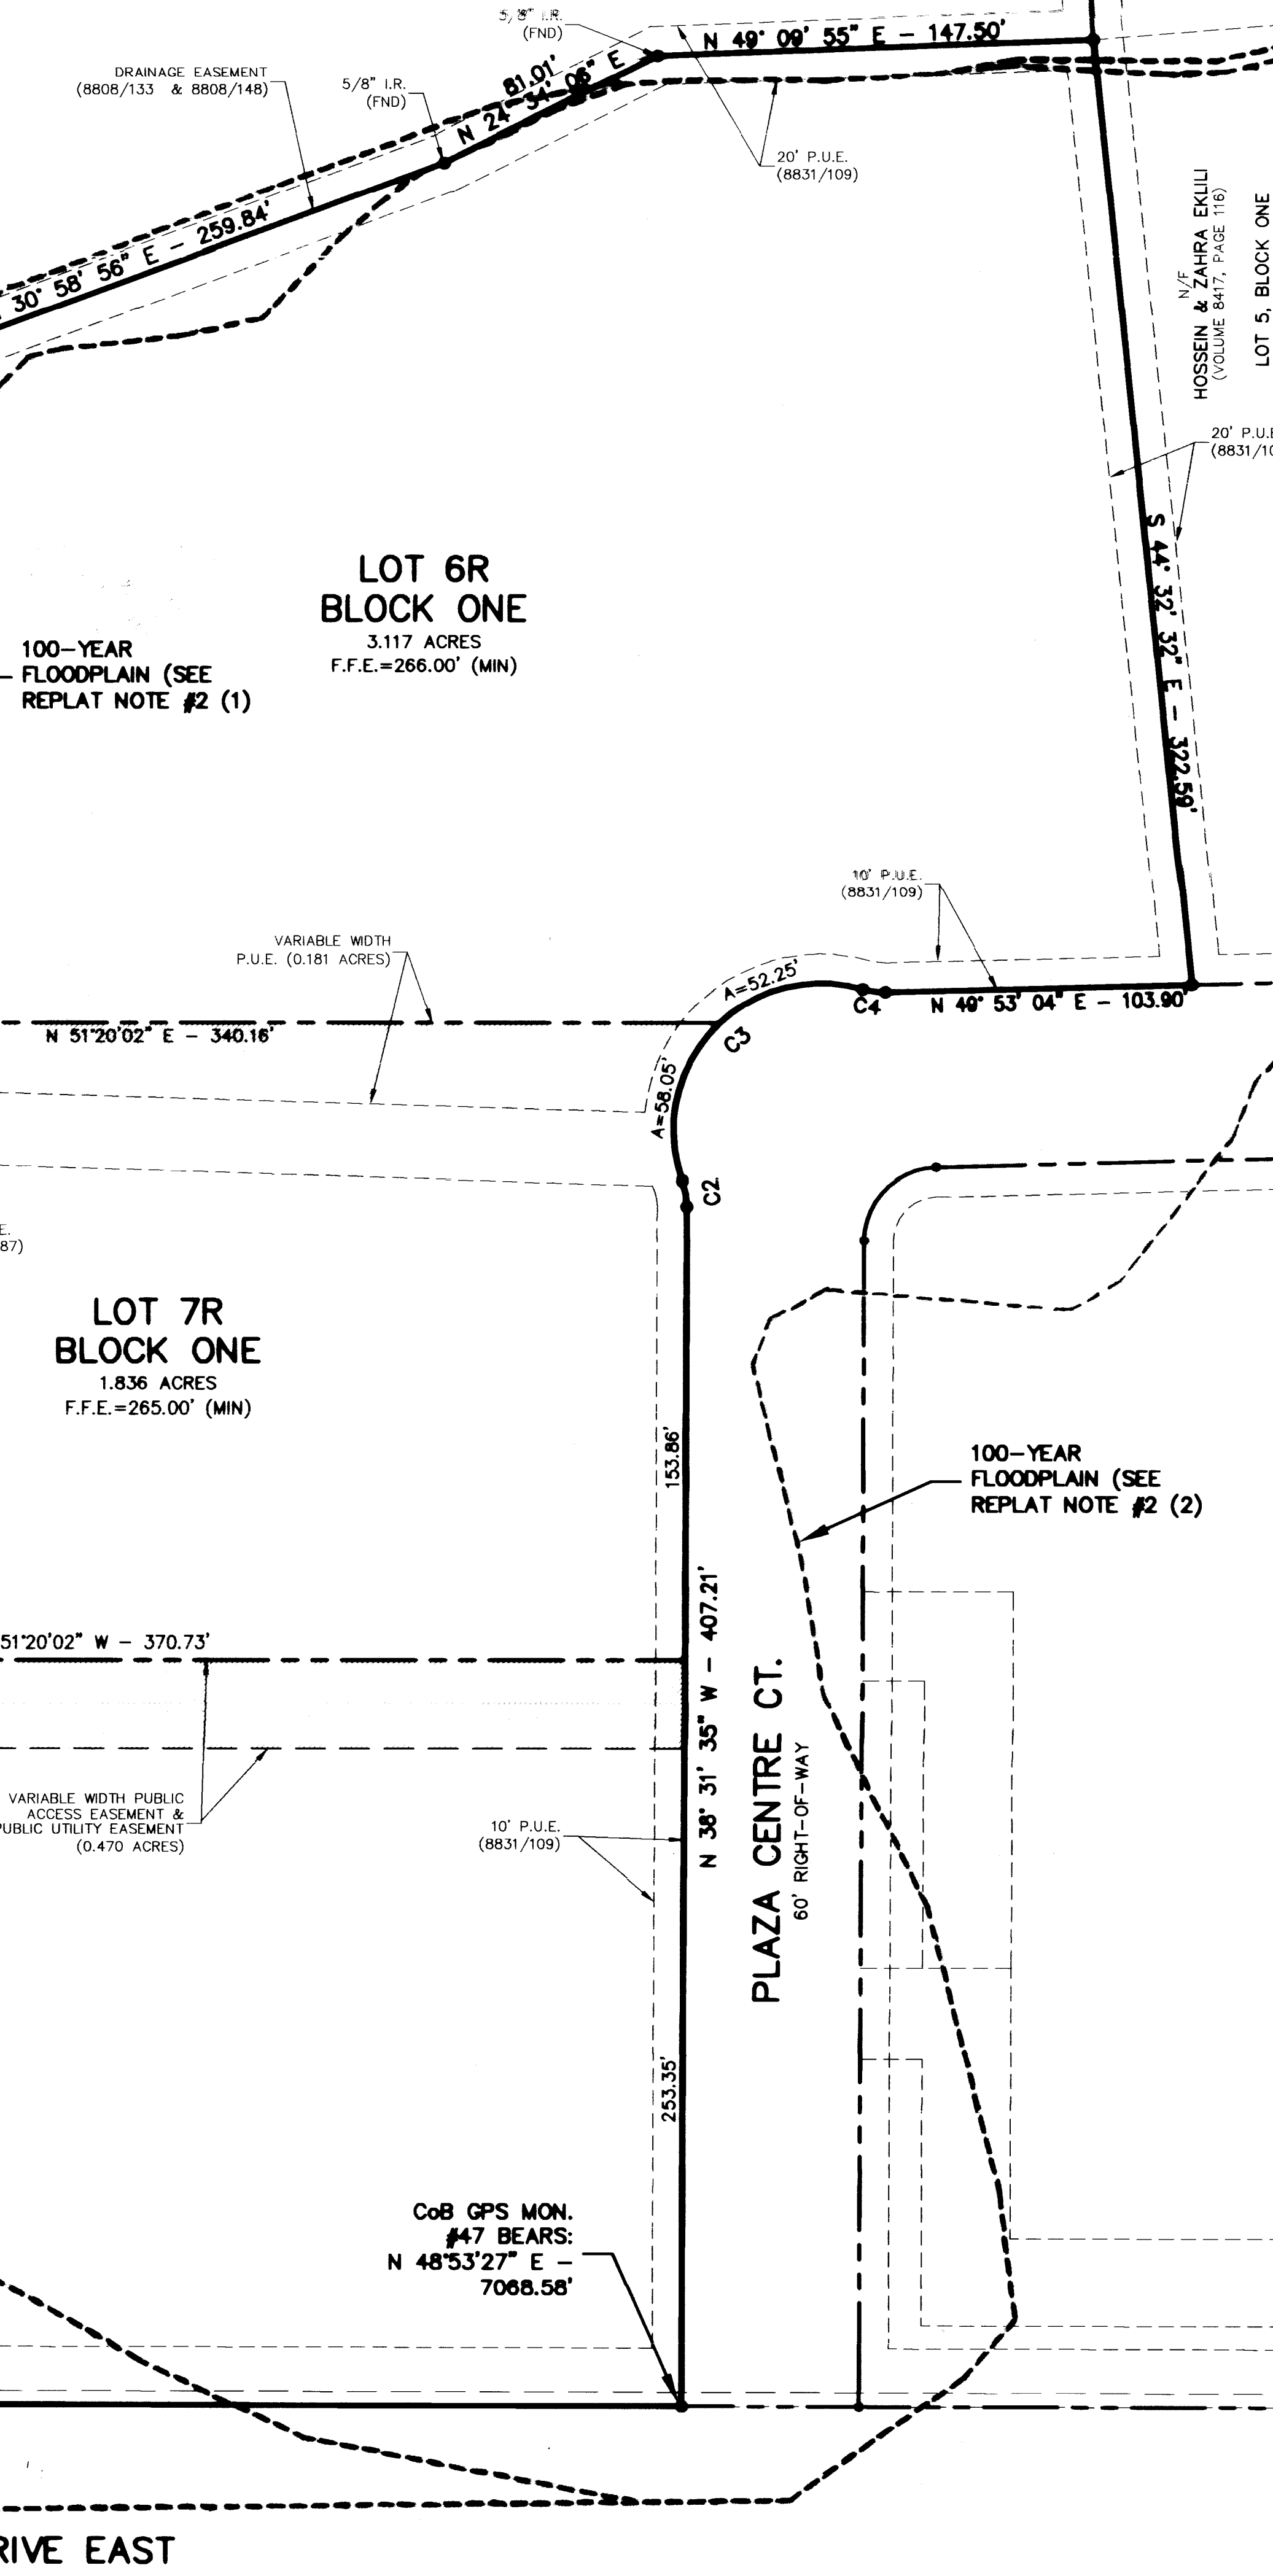 5/8" I.R.
(FND)
N 49° 09' 55" E - 147.50'
DRAINAGE EASEMENT
(8808/133 & 8808/148)
5/8" I.R.
(FND)
81.01'
N 24° 34' 06" E
20' P.U.E.
(8831/109)
30° 58' 56" E - 259.84'
N/F
HOSSEIN & ZAHRA EKLILI
(VOLUME 8417, PAGE 116)
LOT 5, BLOCK ONE
20' P.U.E
(8831/10
S 44° 32' 32" E - 322.59'
LOT 6R
BLOCK ONE
3.117 ACRES
F.F.E.=266.00' (MIN)
100-YEAR
FLOODPLAIN (SEE
REPLAT NOTE #2 (1)
10' P.U.E.
(8831/109)
VARIABLE WIDTH
P.U.E. (0.181 ACRES)
A=52.25'
C4
N 49° 53' 04" E - 103.90'
N 51°20'02" E - 340.16'
C3
A=58.05'
C2
E.
87)
LOT 7R
BLOCK ONE
1.836 ACRES
F.F.E.=265.00' (MIN)
153.86'
100-YEAR
FLOODPLAIN (SEE
REPLAT NOTE #2 (2)
51°20'02" W - 370.73'
N 38° 31' 35" W - 407.21'
PLAZA CENTRE CT.
60' RIGHT-OF-WAY
VARIABLE WIDTH PUBLIC
ACCESS EASEMENT &
PUBLIC UTILITY EASEMENT
(0.470 ACRES)
10' P.U.E.
(8831/109)
253.35'
CoB GPS MON.
#47 BEARS:
N 48°53'27" E -
7068.58'
RIVE EAST